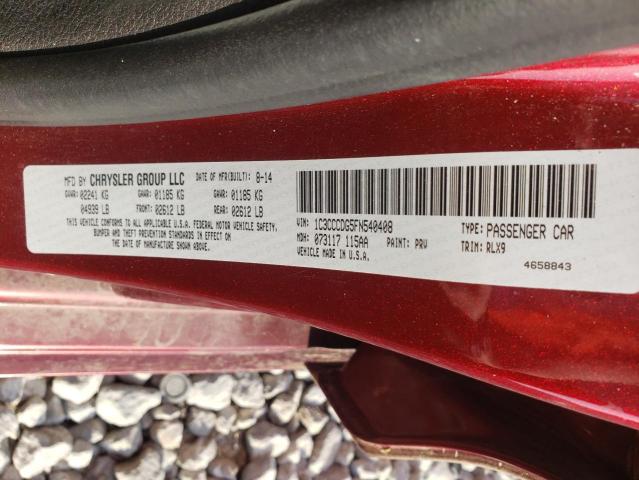 MFD BY CHRYSLER GROUP LLC DATE OF MFR(BUILT): 8-14
GVWR: 02241 KG GAWR: 01185 KG GAWR: 01185 KG
04939 LB FRONT: 02612 LB REAR: 02612 LB
THIS VEHICLE CONFORMS TO ALL APPLICABLE U.S.A. FEDERAL MOTOR VEHICLE SAFETY,
BUMPER AND THEFT PREVENTION STANDARDS IN EFFECT ON
THE DATE OF MANUFACTURE SHOWN ABOVE.
VIN: 1C3CCCDG5FN540408 TYPE: PASSENGER CAR
MDH: 073117 115AA PAINT: PRV TRIM: RLX9
VEHICLE MADE IN U.S.A. 4658843